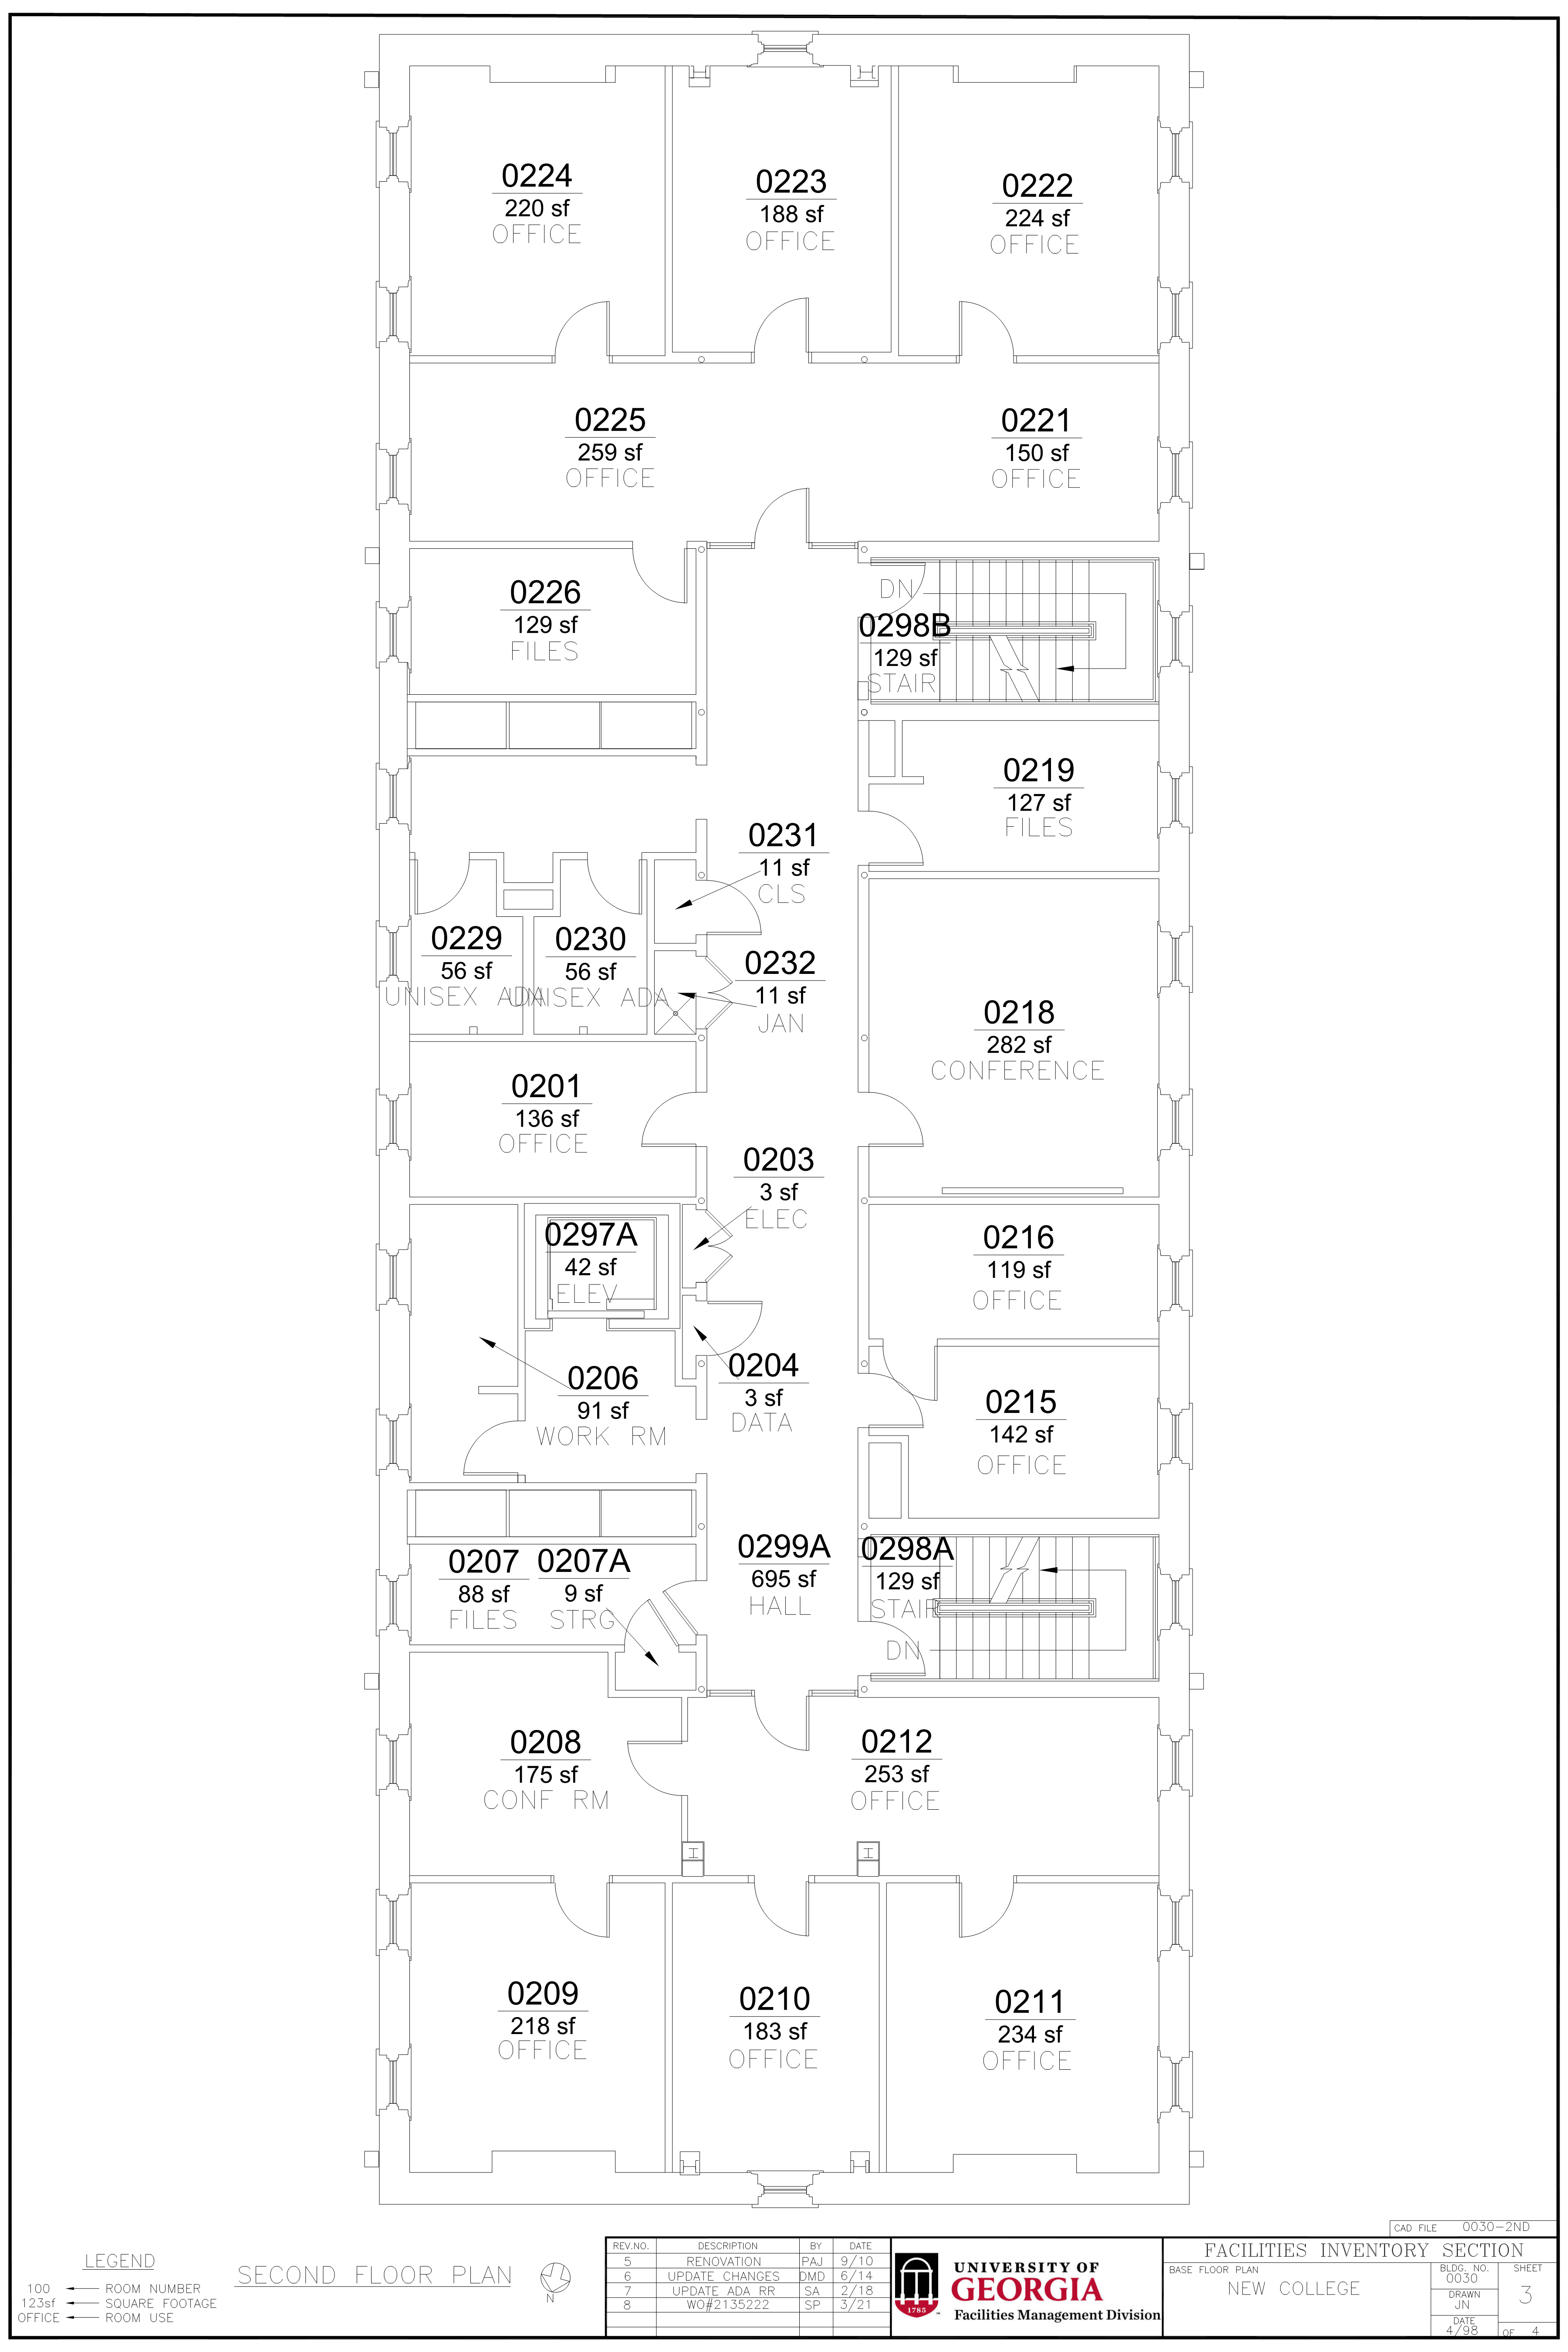 0224
220 sf
OFFICE
0223
188 sf
OFFICE
0222
224 sf
OFFICE
0225
259 sf
OFFICE
0221
150 sf
OFFICE
0226
129 sf
FILES
DN
0298B
129 sf
STAIR
0219
127 sf
FILES
0231
11 sf
CLS
0229
56 sf
UNISEX ADA
0230
56 sf
UNISEX ADA
0232
11 sf
JAN
0218
282 sf
CONFERENCE
0201
136 sf
OFFICE
0203
3 sf
ELEC
0297A
42 sf
ELEV
0216
119 sf
OFFICE
0206
91 sf
WORK RM
0204
3 sf
DATA
0215
142 sf
OFFICE
0207
88 sf
FILES
0207A
9 sf
STRG
0299A
695 sf
HALL
0298A
129 sf
STAIR
DN
0208
175 sf
CONF RM
0212
253 sf
OFFICE
0209
218 sf
OFFICE
0210
183 sf
OFFICE
0211
234 sf
OFFICE
LEGEND
100 ROOM NUMBER
123sf SQUARE FOOTAGE
OFFICE ROOM USE
SECOND FLOOR PLAN
N
REV.NO. DESCRIPTION BY DATE
5 RENOVATION PAJ 9/10
6 UPDATE CHANGES DMD 6/14
7 UPDATE ADA RR SA 2/18
8 WO#2135222 SP 3/21
1785
UNIVERSITY OF
GEORGIA
Facilities Management Division
CAD FILE 0030-2ND
FACILITIES INVENTORY SECTION
BASE FLOOR PLAN
NEW COLLEGE
BLDG. NO.
0030
DRAWN
JN
DATE
4/98
SHEET
3
OF 4